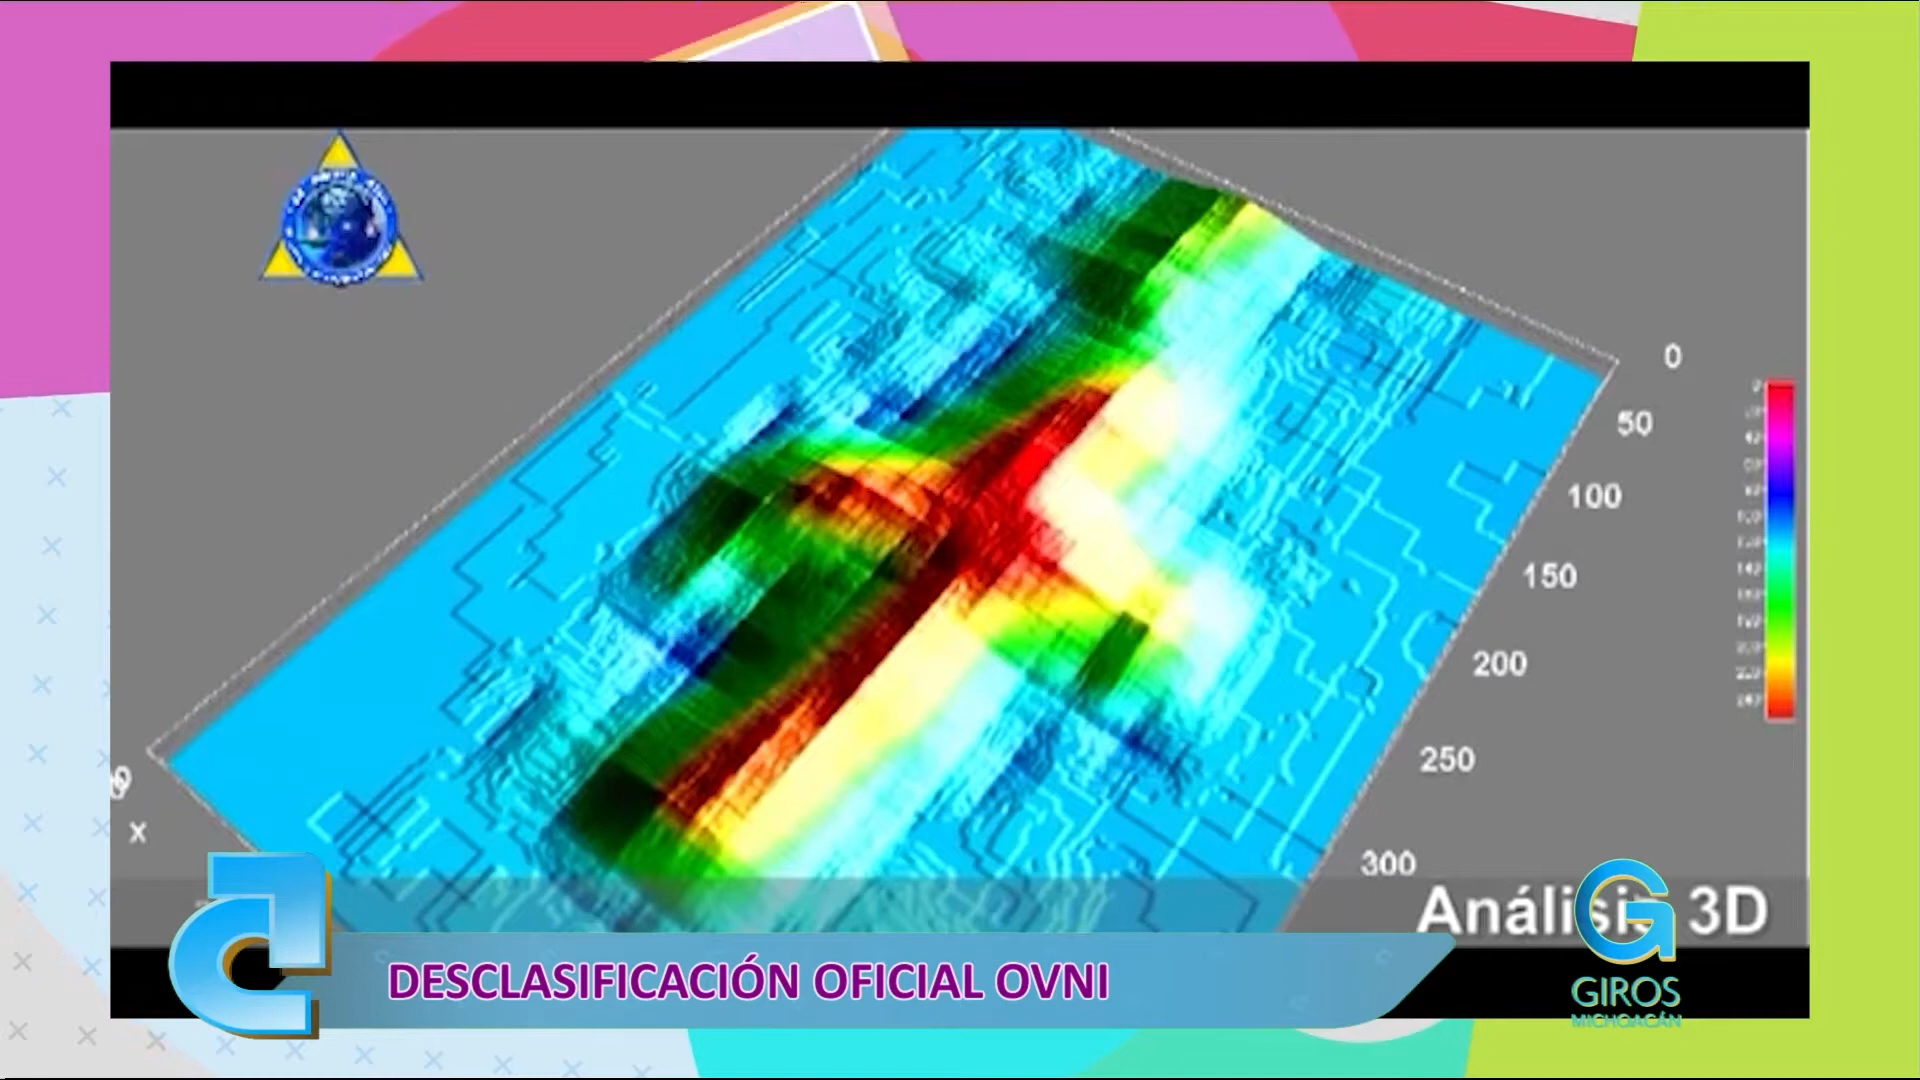 0
50
100
150
200
250
300
x
Análisis 3D
DESCLASIFICACIÓN OFICIAL OVNI
GIROS
MICHOACÁN